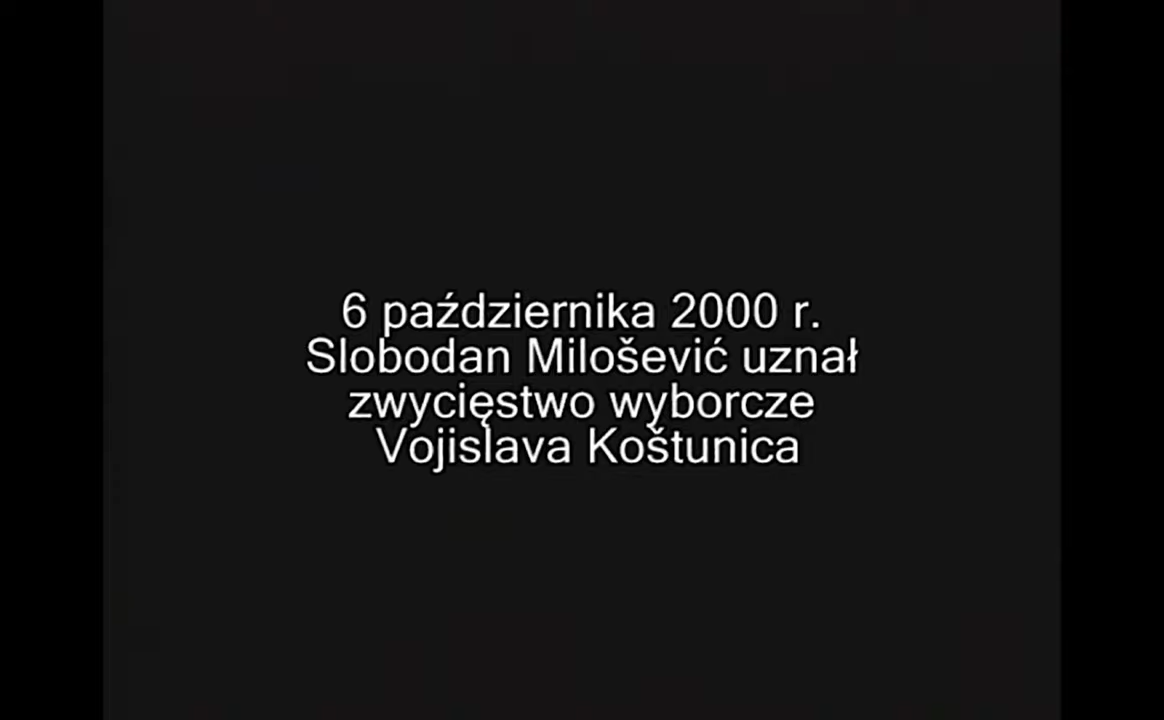 6 października 2000 r.
Slobodan Milošević uznał
zwycięstwo wyborcze
Vojislava Koštunica